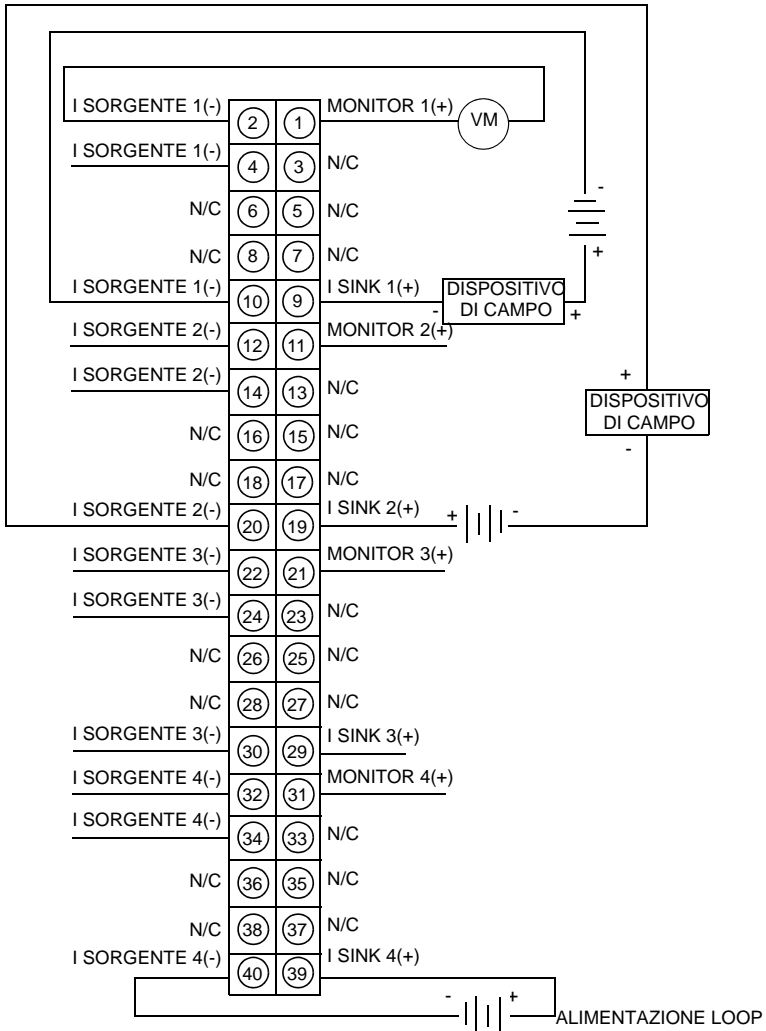 I SORGENTE 1(-) 2 1 MONITOR 1(+) VM
I SORGENTE 1(-) 4 3 N/C
N/C 6 5 N/C
-
N/C 8 7 N/C
+
I SORGENTE 1(-) 10 9 I SINK 1(+) - DISPOSITIVO DI CAMPO +
I SORGENTE 2(-) 12 11 MONITOR 2(+)
I SORGENTE 2(-) 14 13 N/C
+
DISPOSITIVO
DI CAMPO
-
N/C 16 15 N/C
N/C 18 17 N/C
I SORGENTE 2(-) 20 19 I SINK 2(+) + -
I SORGENTE 3(-) 22 21 MONITOR 3(+)
I SORGENTE 3(-) 24 23 N/C
N/C 26 25 N/C
N/C 28 27 N/C
I SORGENTE 3(-) 30 29 I SINK 3(+)
I SORGENTE 4(-) 32 31 MONITOR 4(+)
I SORGENTE 4(-) 34 33 N/C
N/C 36 35 N/C
N/C 38 37 N/C
I SORGENTE 4(-) 40 39 I SINK 4(+)
- + ALIMENTAZIONE LOOP